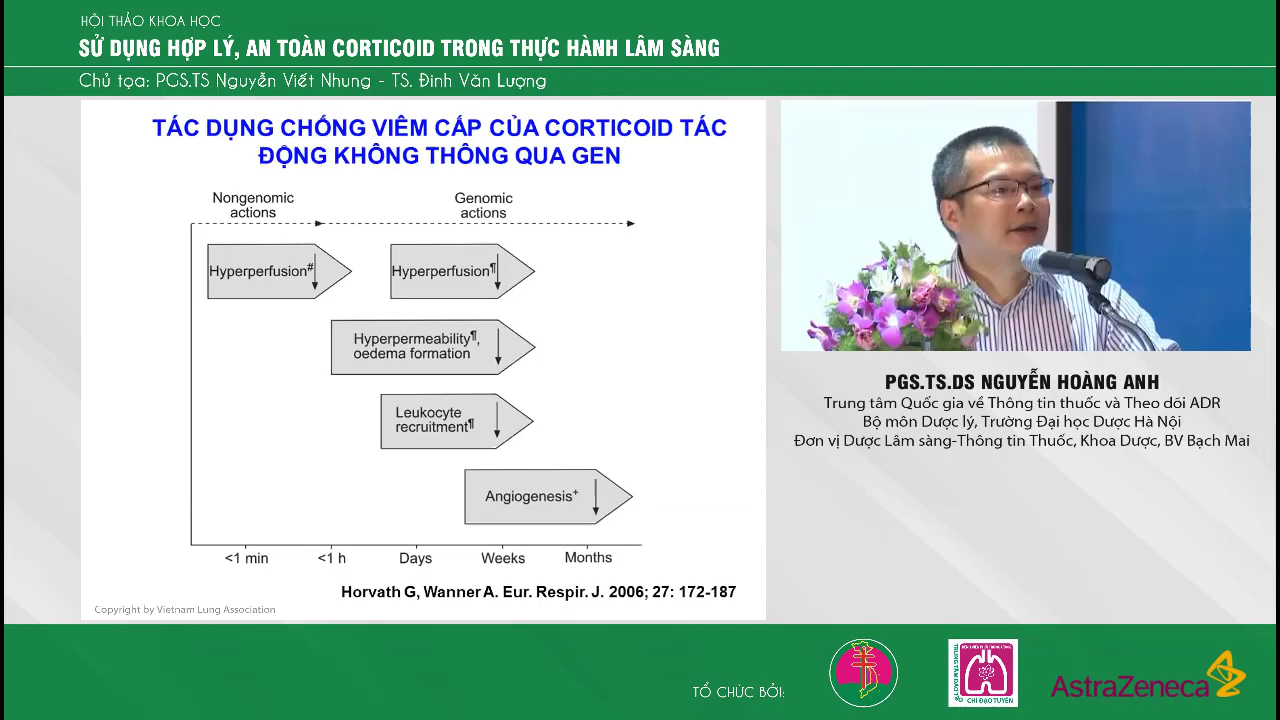 HỘI THẢO KHOA HỌC
SỬ DỤNG HỢP LÝ, AN TOÀN CORTICOID TRONG THỰC HÀNH LÂM SÀNG
Chủ tọa: PGS.TS Nguyễn Viết Nhung - TS. Đinh Văn Lượng
TÁC DỤNG CHỐNG VIÊM CẤP CỦA CORTICOID TÁC
ĐỘNG KHÔNG THÔNG QUA GEN
Nongenomic
actions
Genomic
actions
Hyperperfusion#
Hyperperfusion¶
Hyperpermeability¶,
oedema formation
Leukocyte
recruitment¶
Angiogenesis+
<1 min
<1 h
Days
Weeks
Months
Horvath G, Wanner A. Eur. Respir. J. 2006; 27: 172-187
Copyright by Vietnam Lung Association
PGS.TS.DS NGUYỄN HOÀNG ANH
Trung tâm Quốc gia về Thông tin thuốc và Theo dõi ADR
Bộ môn Dược lý, Trường Đại học Dược Hà Nội
Đơn vị Dược Lâm sàng-Thông tin Thuốc, Khoa Dược, BV Bạch Mai
TỔ CHỨC BỞI:
CHỈ ĐẠO TUYẾN
AstraZeneca